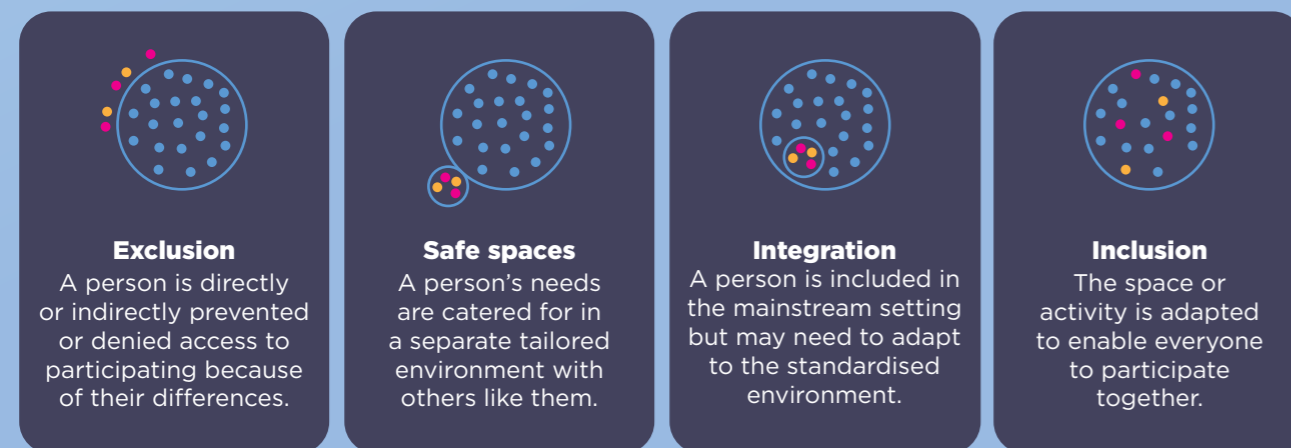 Exclusion
A person is directly
or indirectly prevented
or denied access to
participating because
of their differences.
Safe spaces
A person's needs
are catered for in
a separate tailored
environment with
others like them.
Integration
A person is included in
the mainstream setting
but may need to adapt
to the standardised
environment.
Inclusion
The space or
activity is adapted
to enable everyone
to participate
together.